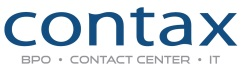 contax
BPO • CONTACT CENTER • IT